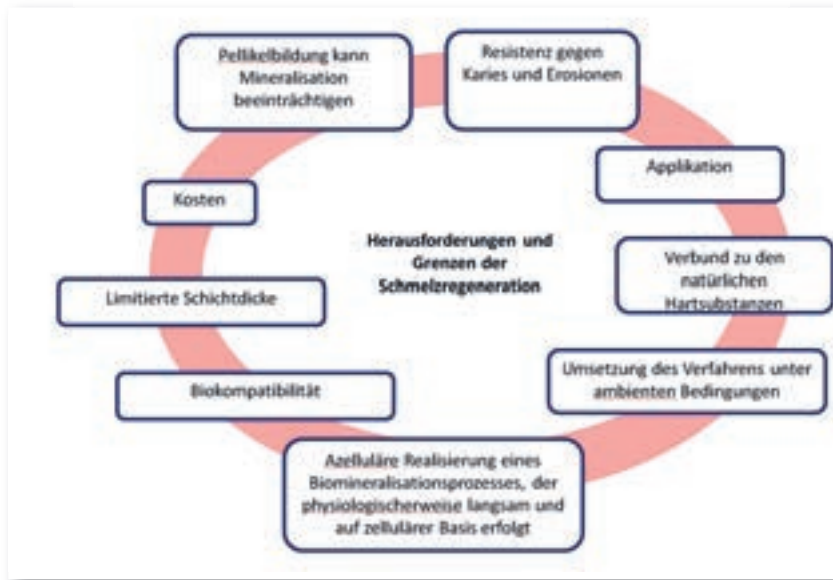 Pellikelbildung kann
Mineralisation
beeinträchtigen
Resistenz gegen
Karies und Erosionen
Applikation
Kosten
Herausforderungen und
Grenzen der
Schmelzregeneration
Verbund zu den
natürlichen
Hartsubstanzen
Limitierte Schichtdicke
Umsetzung des Verfahrens unter
ambienten Bedingungen
Biokompatibilität
Azelluläre Realisierung eines
Biomineralisationsprozesses, der
physiologischerweise langsam und
auf zellulärer Basis erfolgt